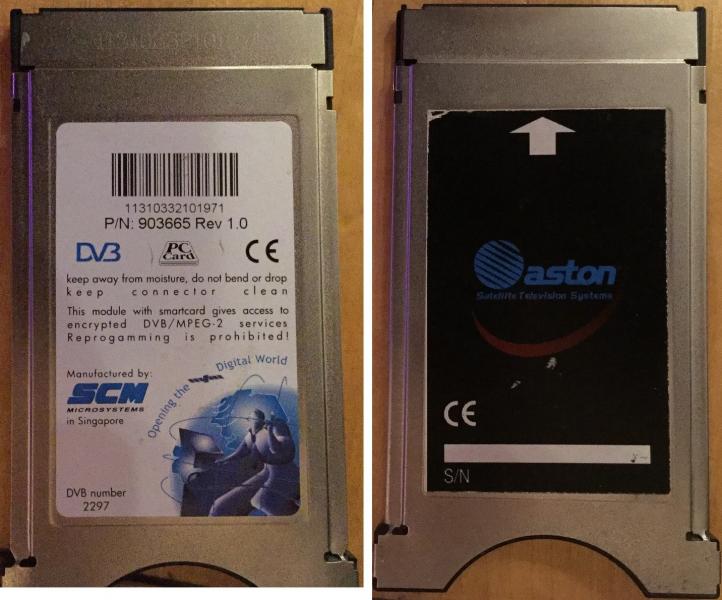 11310332101971
P/N: 903665 Rev 1.0
DVB
PC
Card
CE
keep away from moisture, do not bend or drop
keep connector clean
This module with smartcard gives access to
encrypted DVB/MPEG-2 services
Reprogamming is prohibited!
Manufactured by:
SCM
MICROSYSTEMS
in Singapore
Opening the
Digital World
DVB number
2297
aston
Satellite Television Systems
CE
S/N